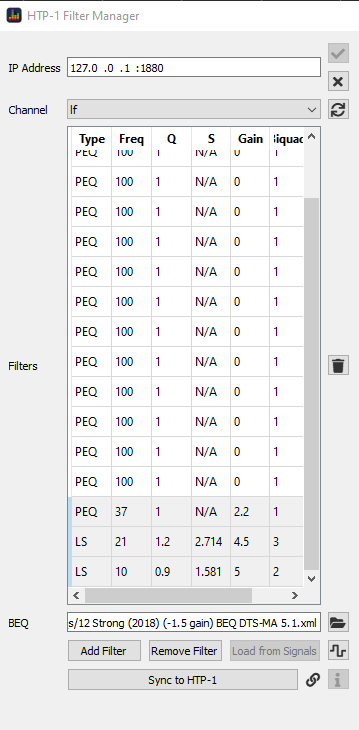 HTP-1 Filter Manager
IP Address 127.0 .0 .1 :1880
Channel lf
Type Freq Q S Gain Biquad
PEQ 100 1 N/A 0 1
PEQ 100 1 N/A 0 1
PEQ 100 1 N/A 0 1
PEQ 100 1 N/A 0 1
PEQ 100 1 N/A 0 1
PEQ 100 1 N/A 0 1
PEQ 100 1 N/A 0 1
PEQ 100 1 N/A 0 1
Filters
PEQ 100 1 N/A 0 1
PEQ 100 1 N/A 0 1
PEQ 100 1 N/A 0 1
PEQ 100 1 N/A 0 1
PEQ 37 1 N/A 2.2 1
LS 21 1.2 2.714 4.5 3
LS 10 0.9 1.581 5 2
BEQ s/12 Strong (2018) (-1.5 gain) BEQ DTS-MA 5.1.xml
Add Filter Remove Filter Load from Signals
Sync to HTP-1